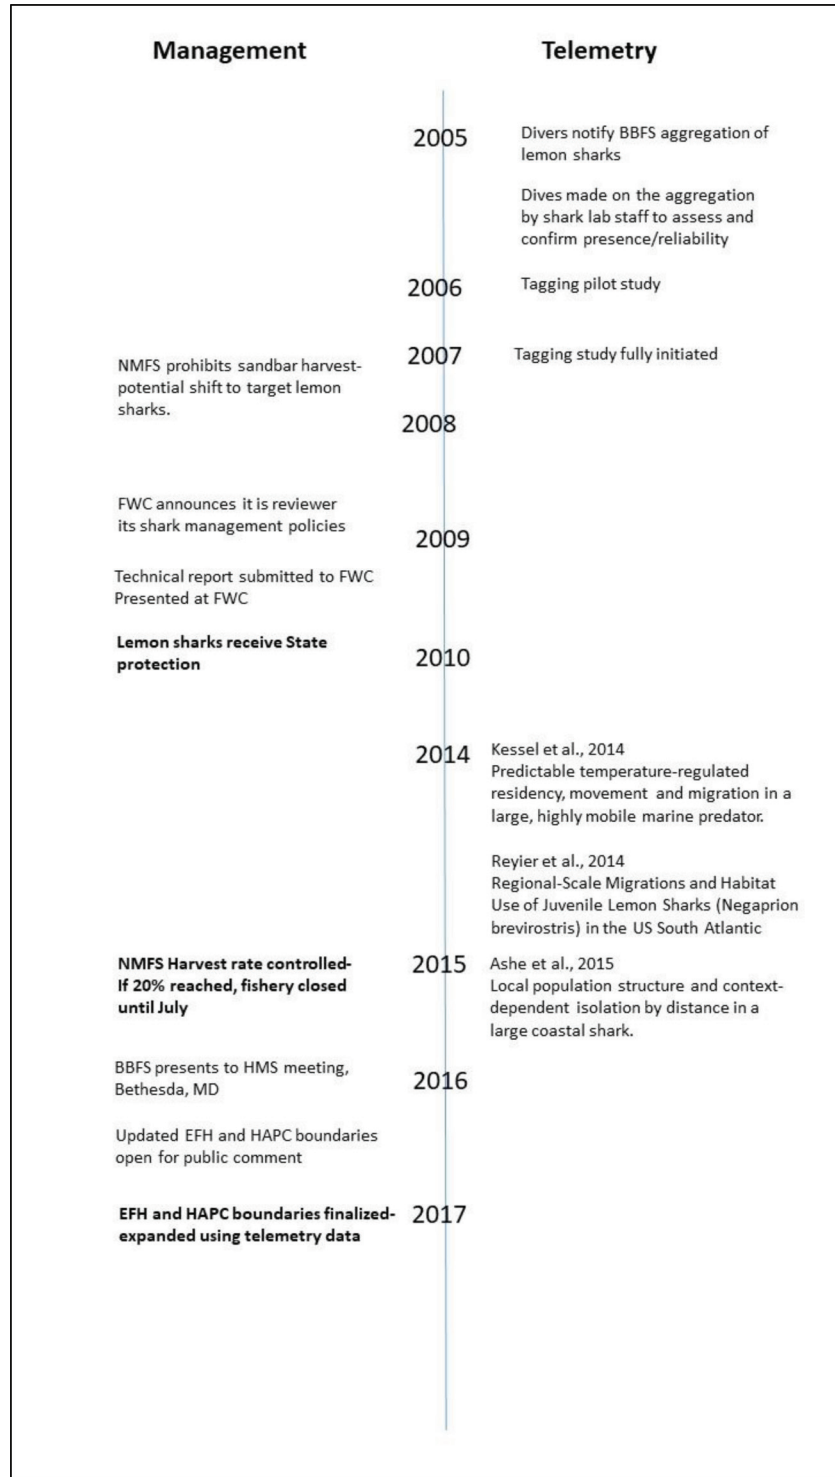 Management
Telemetry
2005
Divers notify BBFS aggregation of
lemon sharks
Dives made on the aggregation
by shark lab staff to assess and
confirm presence/reliability
2006
Tagging pilot study
2007
Tagging study fully initiated
NMFS prohibits sandbar harvest-
potential shift to target lemon
sharks.
2008
FWC announces it is reviewer
its shark management policies
2009
Technical report submitted to FWC
Presented at FWC
Lemon sharks receive State
protection
2010
2014
Kessel et al., 2014
Predictable temperature-regulated
residency, movement and migration in a
large, highly mobile marine predator.
Reyier et al., 2014
Regional-Scale Migrations and Habitat
Use of Juvenile Lemon Sharks (Negaprion
brevirostris) in the US South Atlantic
NMFS Harvest rate controlled-
If 20% reached, fishery closed
until July
2015
Ashe et al., 2015
Local population structure and context-
dependent isolation by distance in a
large coastal shark.
BBFS presents to HMS meeting,
Bethesda, MD
2016
Updated EFH and HAPC boundaries
open for public comment
EFH and HAPC boundaries finalized-
expanded using telemetry data
2017